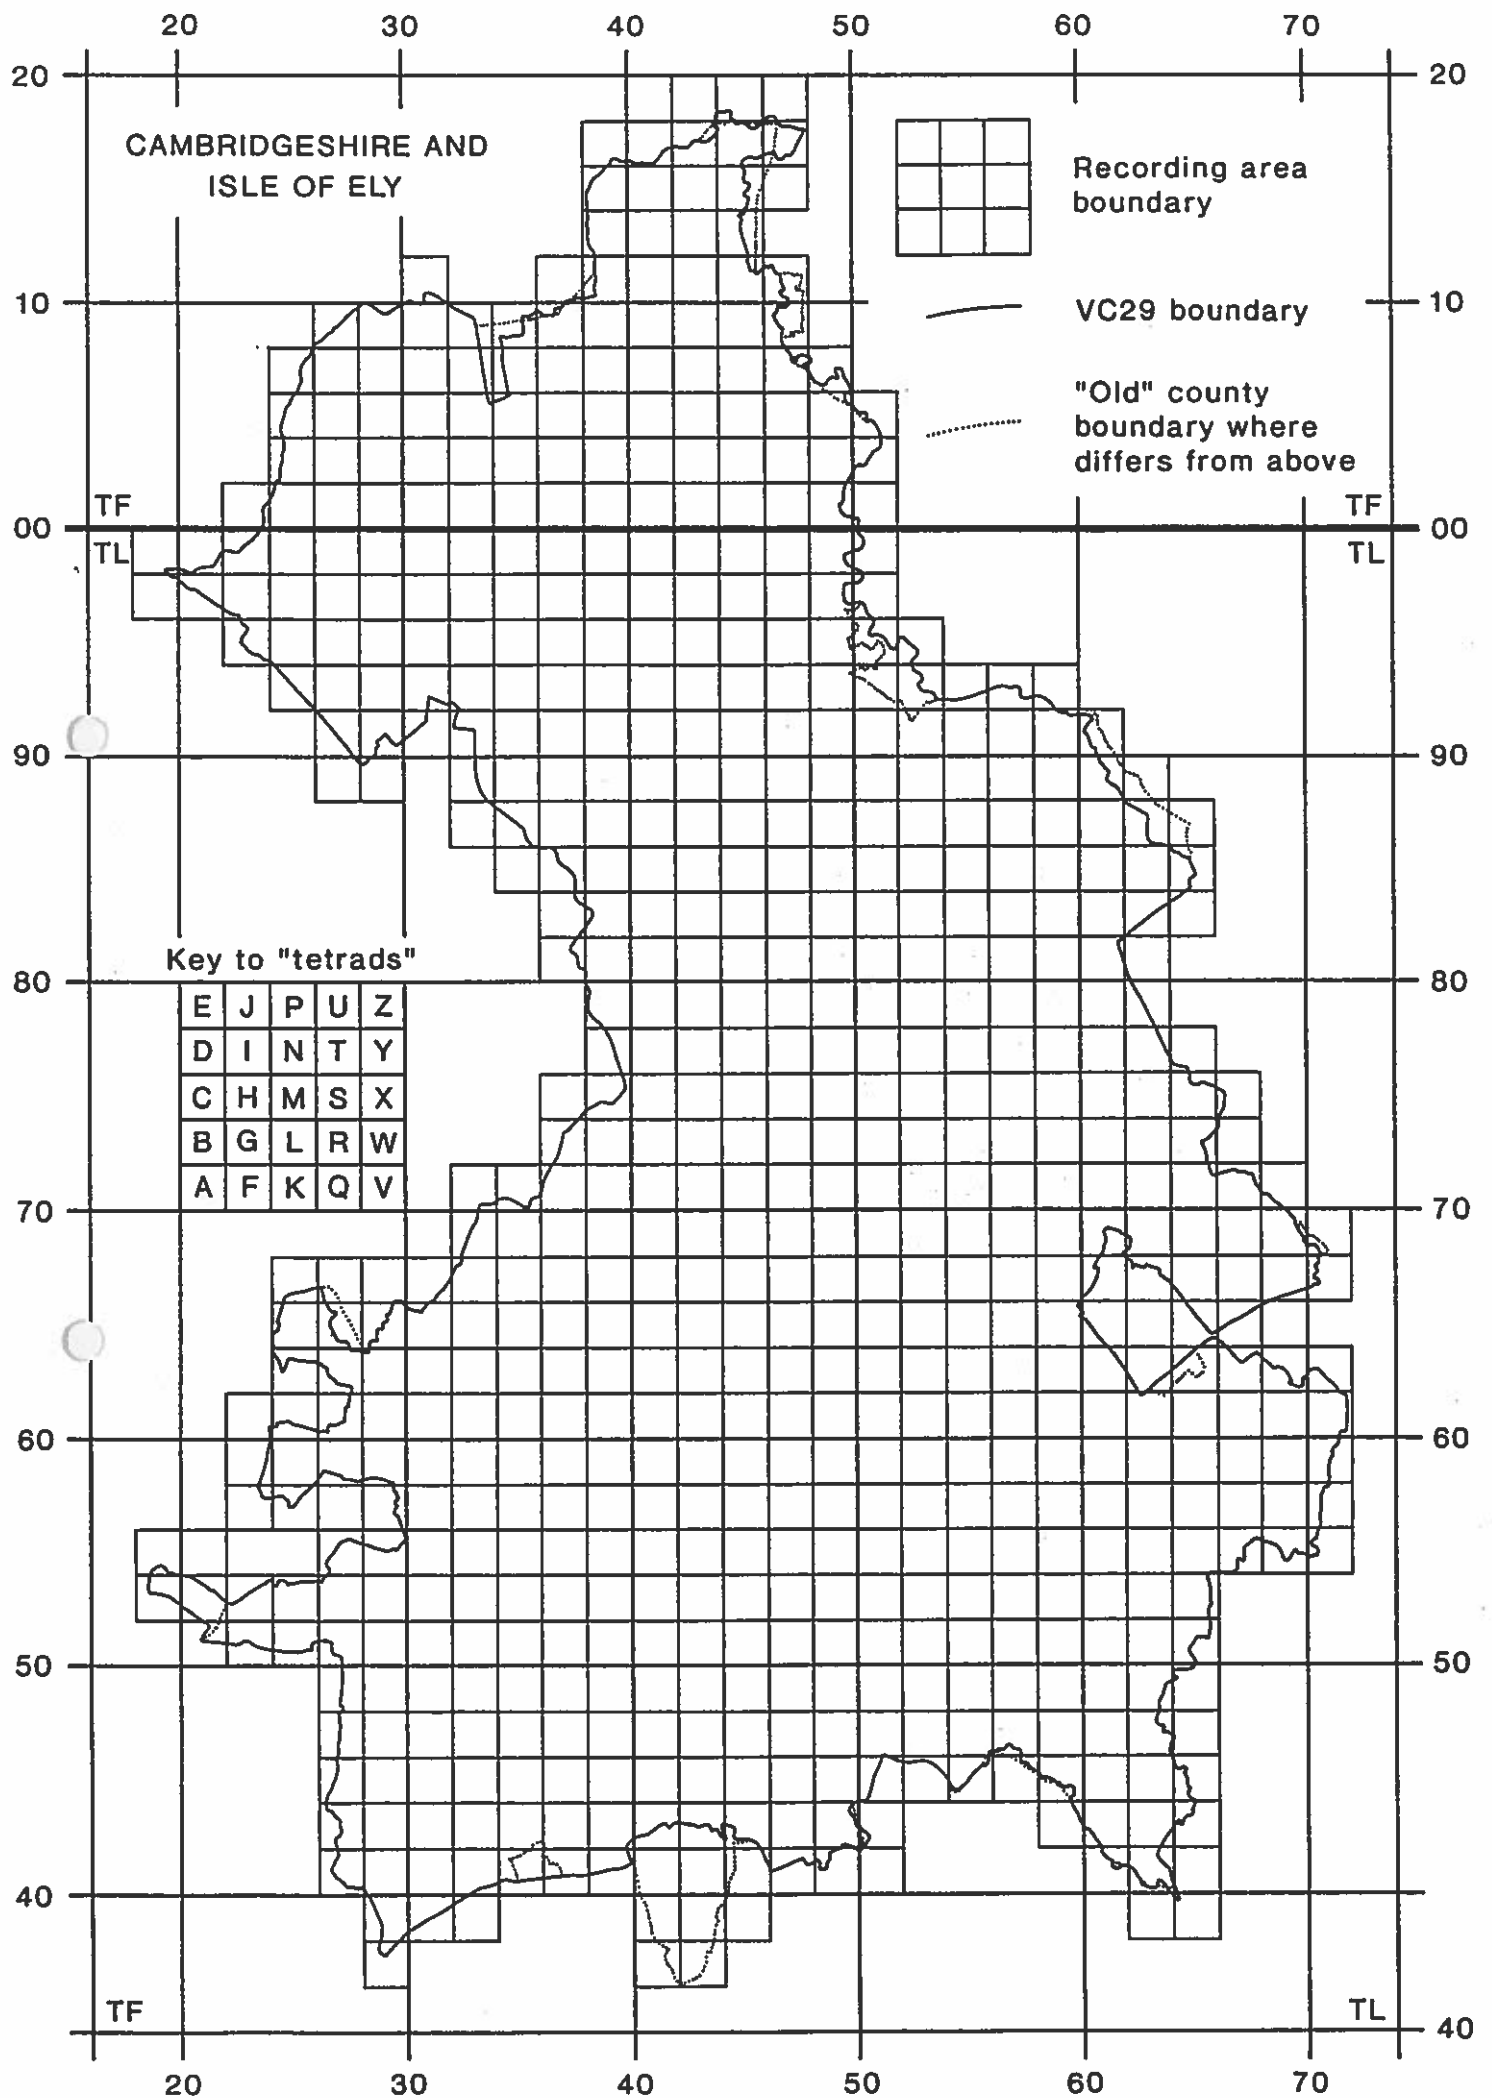 20 30 40 50 60 70
20 20
CAMBRIDGESHIRE AND
ISLE OF ELY
Recording area
boundary
10 10
VC29 boundary
"Old" county
boundary where
differs from above
TF TF
00 00
TL TL
90 90
Key to "tetrads"
80 80
E J P U Z
D I N T Y
C H M S X
B G L R W
A F K Q V
70 70
60 60
50 50
40
TF TL
40
20 30 40 50 60 70